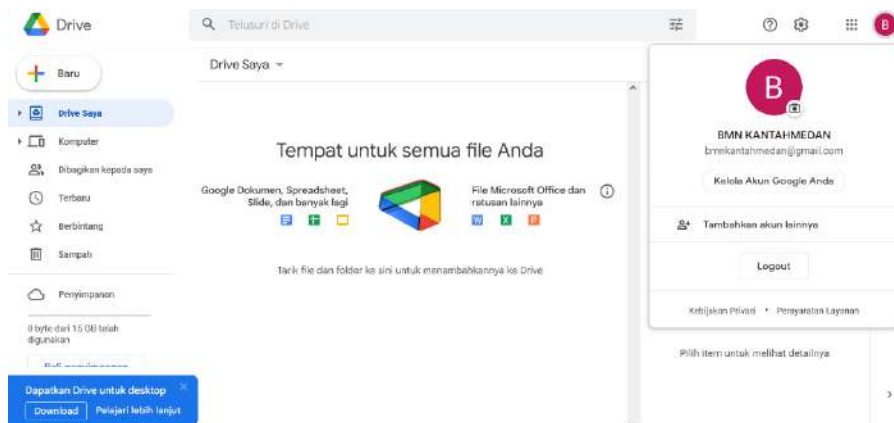 Drive
Telusuri di Drive
B
Baru
Drive Saya
Drive Saya
Komputer
Dibagikan kepada saya
Terbaru
Berbintang
Sampah
Penyimpanan
0 byte dari 15 GB telah
digunakan
Dapatkan Drive untuk desktop
Download
Pelajari lebih lanjut
Tempat untuk semua file Anda
Google Dokumen, Spreadsheet,
Slide, dan banyak lagi
File Microsoft Office dan
ratusan lainnya
W X P
Tarik file dan folder ke sini untuk menambahkannya ke Drive
B
BMN KANTAHMEDAN
bmnkantahmedan@gmail.com
Kelola Akun Google Anda
Tambahkan akun lainnya
Logout
Kebijakan Privasi • Persyaratan Layanan
Pilih item untuk melihat detailnya